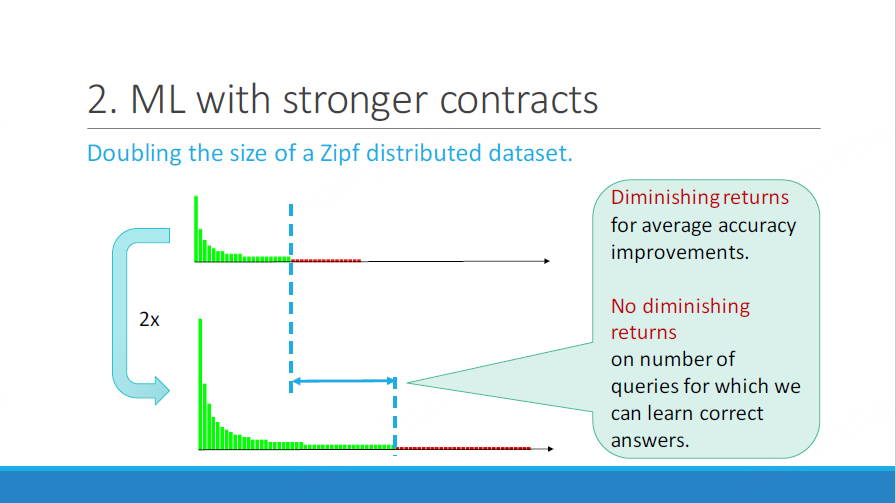 2. ML with stronger contracts
Doubling the size of a Zipf distributed dataset.
2x
Diminishing returns
for average accuracy
improvements.
No diminishing
returns
on number of
queries for which we
can learn correct
answers.